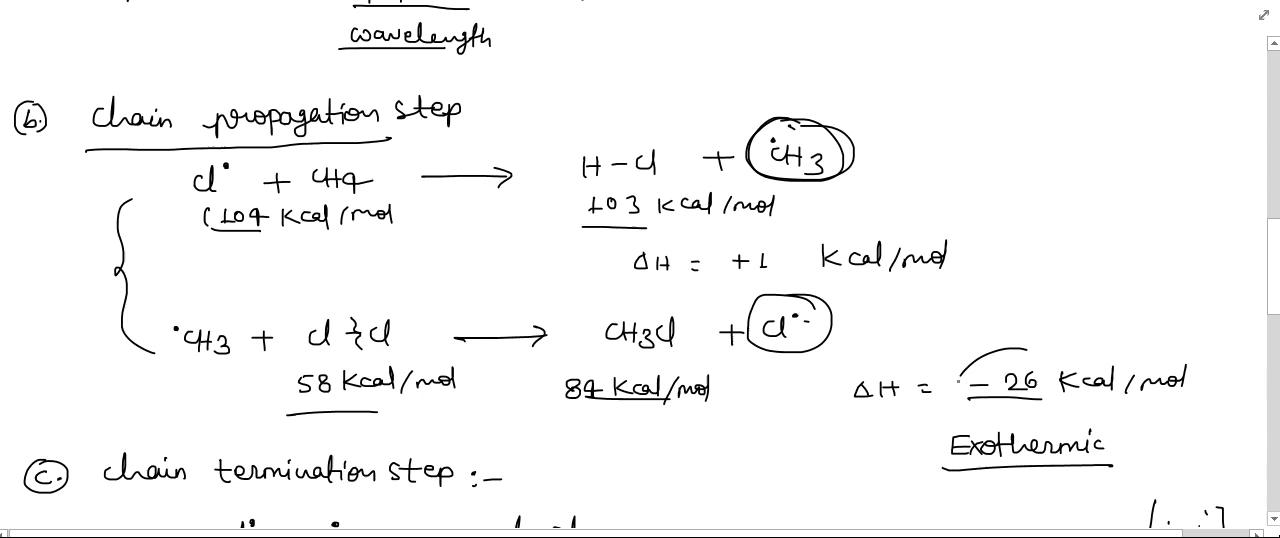 wavelength
(b.) chain propagation step
Cl• + CH4 ⟶ H-Cl + •CH3
(104 Kcal/mol 103 Kcal/mol
ΔH = +1 Kcal/mol
•CH3 + Cl}Cl ⟶ CH3Cl + Cl•
58 Kcal/mol 84 Kcal/mol ΔH = -26 Kcal/mol
Exothermic
(c.) chain termination step :-